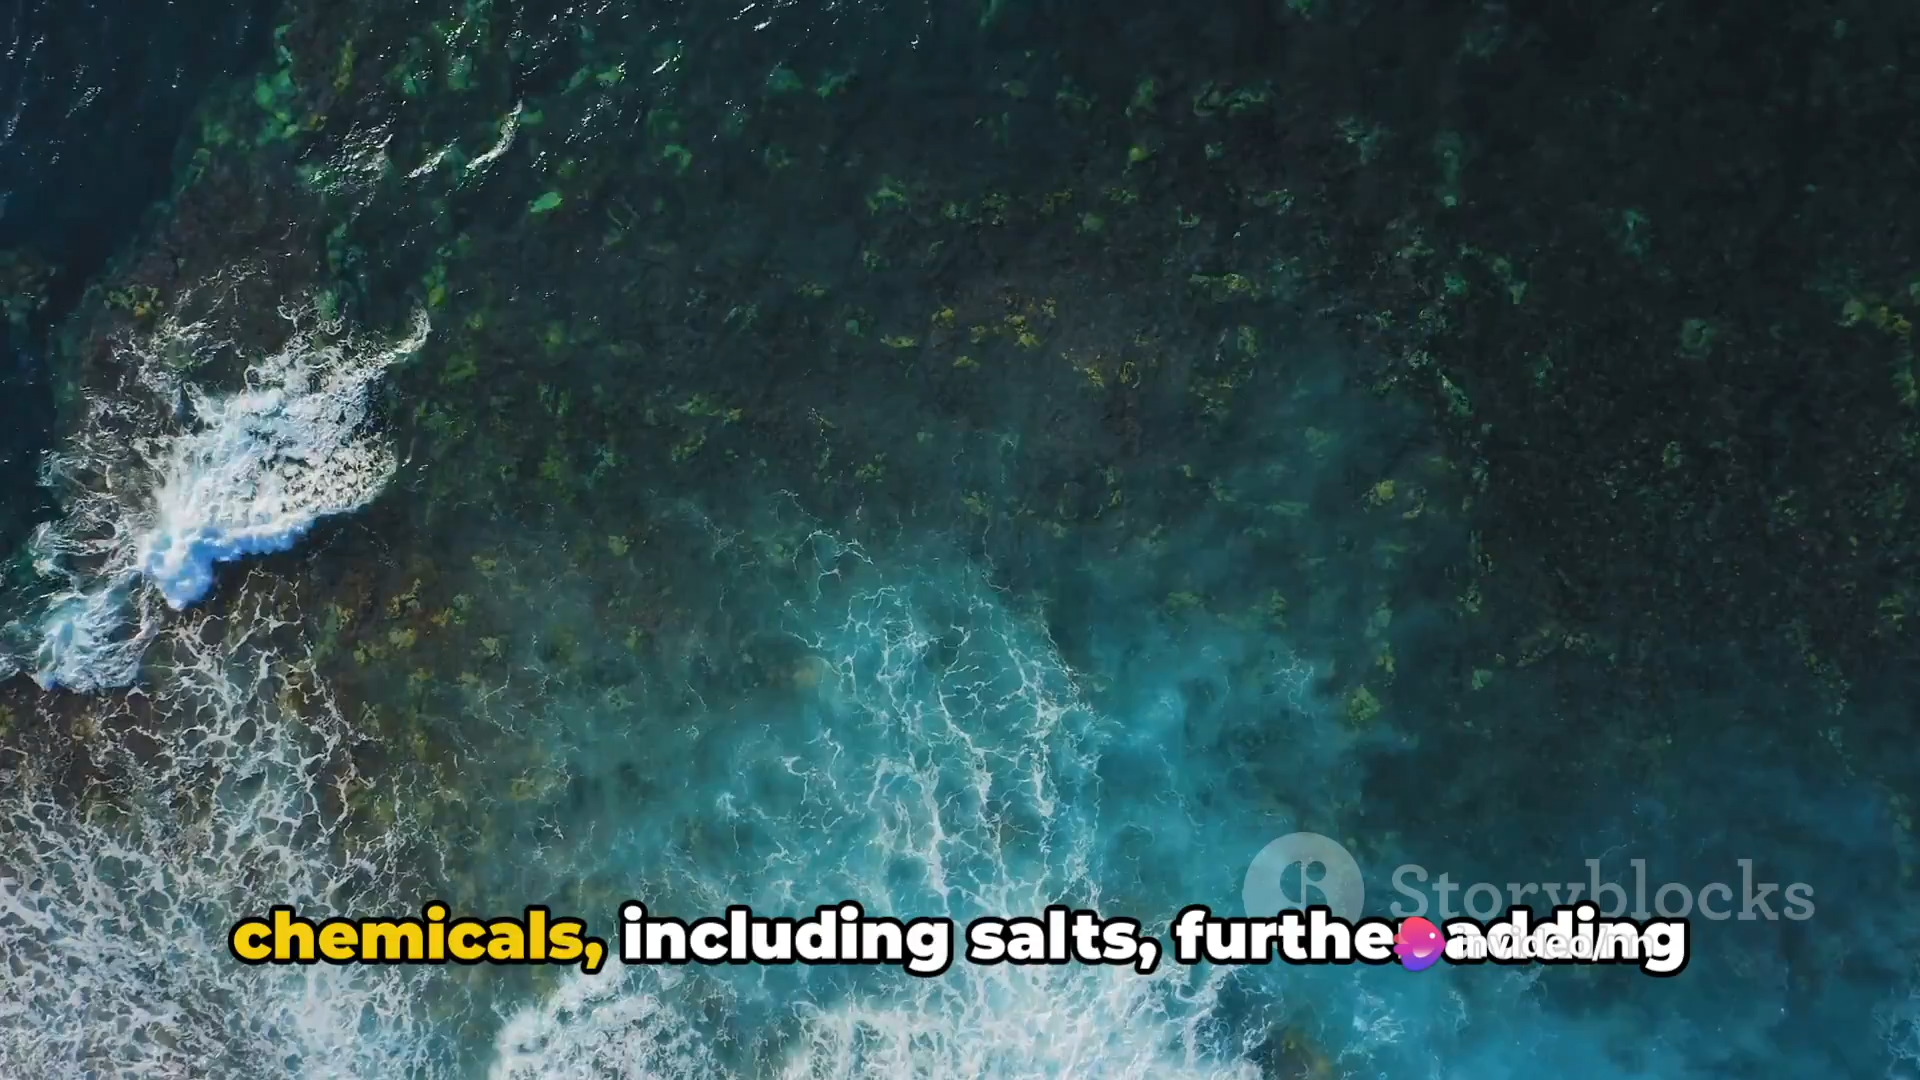 Storyblocks
chemicals, including salts, further adding